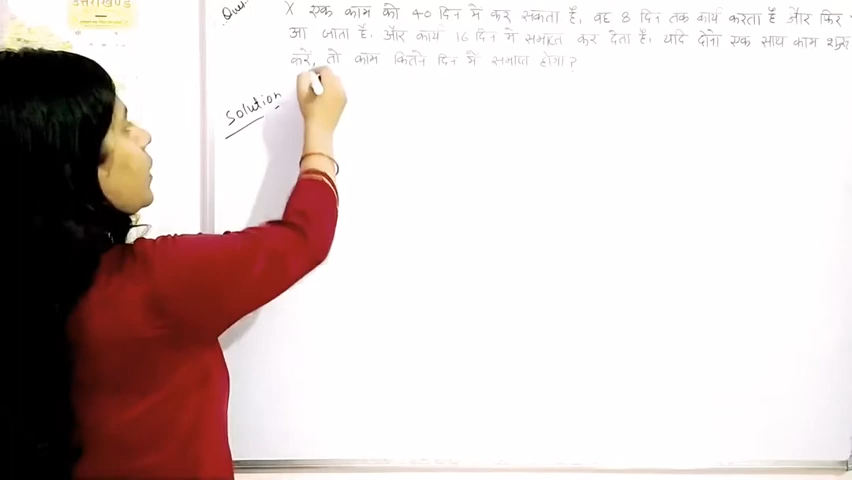 उत्तराखण्ड
Ques
X एक काम को 40 दिन में कर सकता है, वह 8 दिन तक कार्य करता है और फिर
आ जाता है. और कार्य 16 दिन में समाप्त कर देता है. यदि दोनो एक साथ काम शुरू
करें, तो काम कितने दिन में समाप्त होगा?
Solution